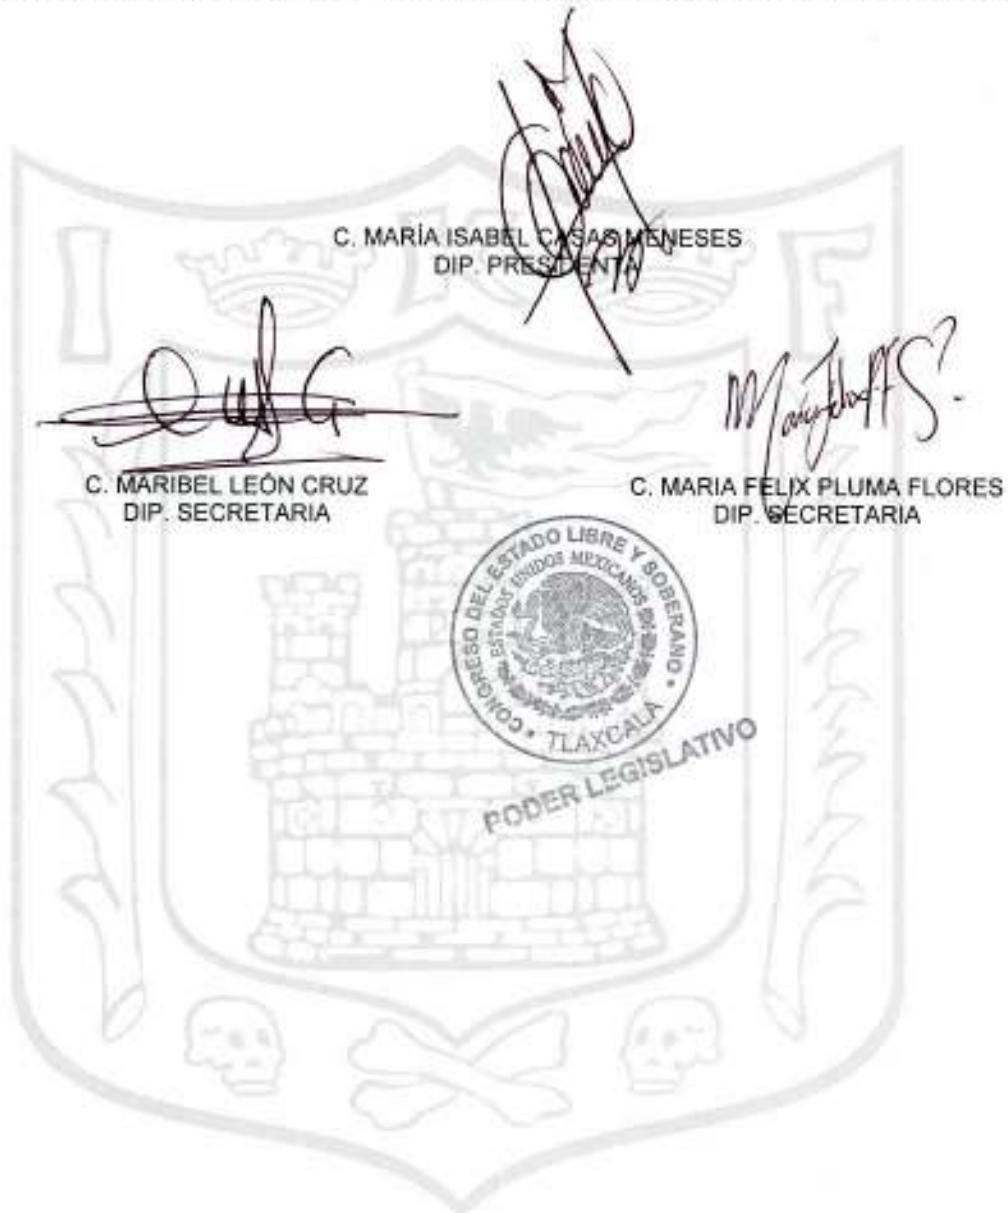 C. MARÍA ISABEL CASAS MENESES
DIP. PRESIDENTA
C. MARIBEL LEÓN CRUZ
DIP. SECRETARIA
C. MARIA FELIX PLUMA FLORES
DIP. SECRETARIA
CONGRESO DEL ESTADO LIBRE Y SOBERANO • TLAXCALA •
ESTADOS UNIDOS MEXICANOS
PODER LEGISLATIVO
I K F